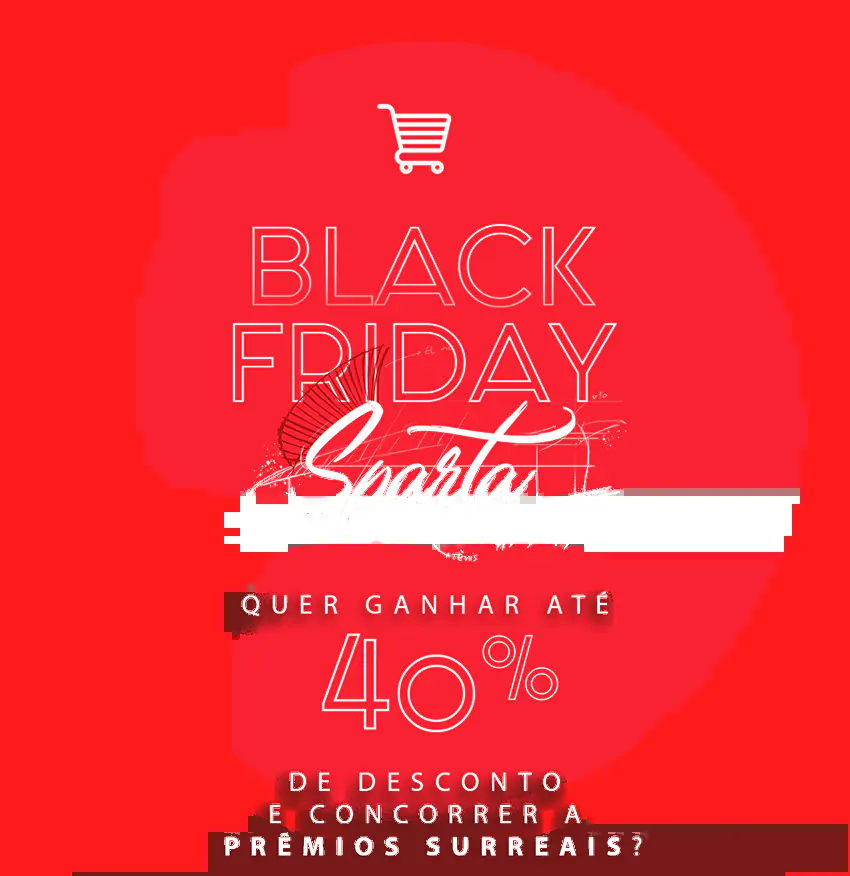 BLACK
FRIDAY
Sparta
QUER GANHAR ATÉ
40%
DE DESCONTO
E CONCORRER A
PRÊMIOS SURREAIS?